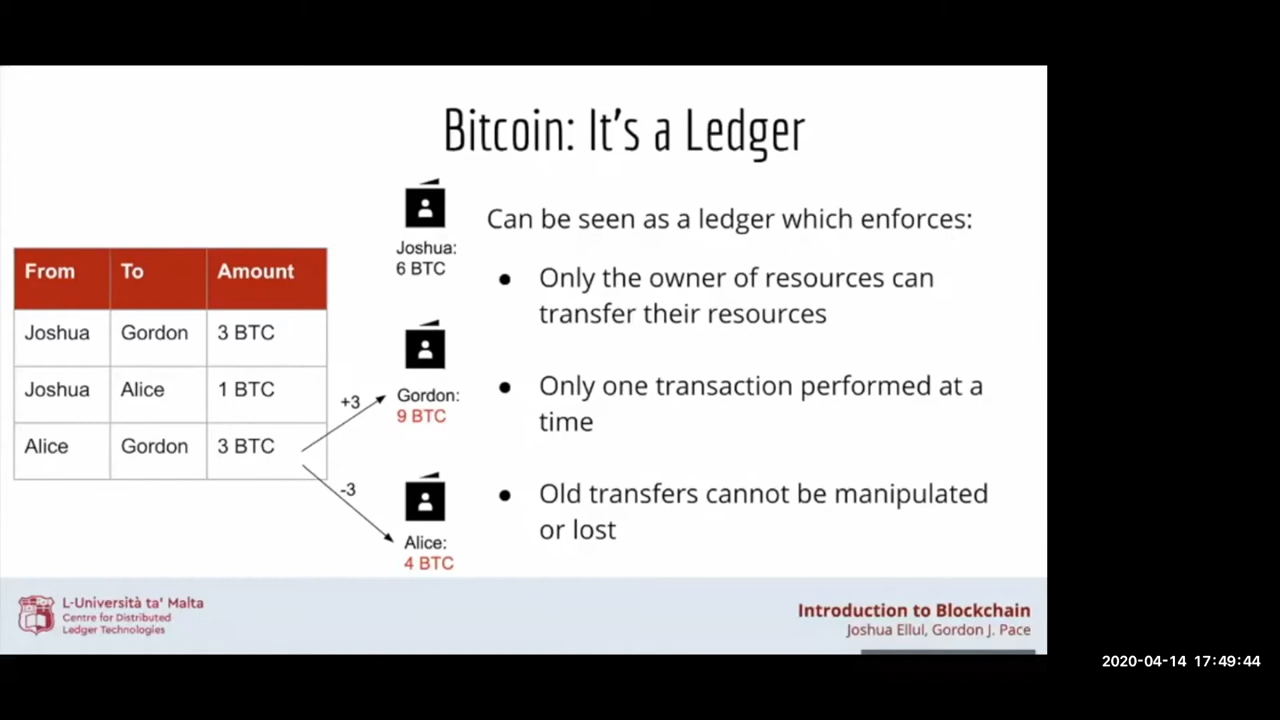 Bitcoin: It's a Ledger
From To Amount
Joshua Gordon 3 BTC
Joshua Alice 1 BTC
Alice Gordon 3 BTC
+3
-3
Joshua:
6 BTC
Gordon:
9 BTC
Alice:
4 BTC
Can be seen as a ledger which enforces:
● Only the owner of resources can
transfer their resources
● Only one transaction performed at a
time
● Old transfers cannot be manipulated
or lost
L-Università ta' Malta
Centre for Distributed
Ledger Technologies
Introduction to Blockchain
Joshua Ellul, Gordon J. Pace
2020-04-14 17:49:44